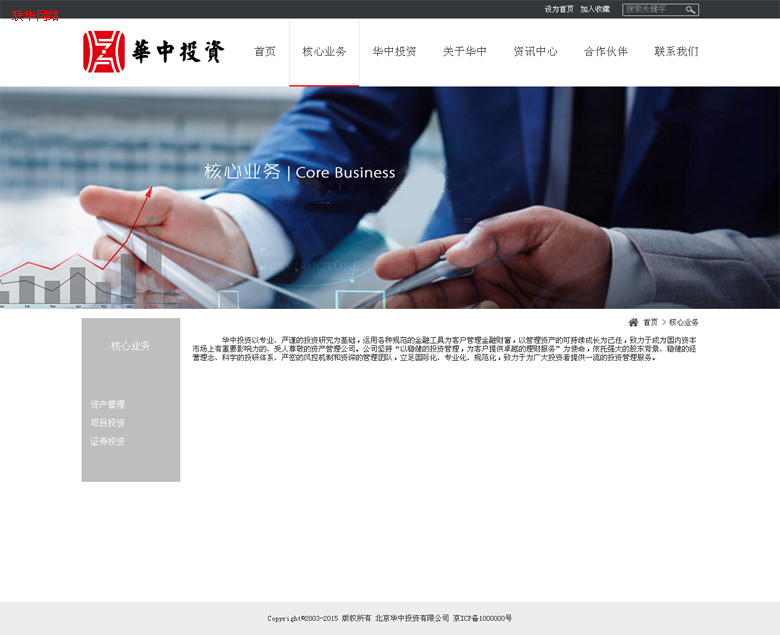 联华网络
设为首页 加入收藏 搜索关键字
華中投資
首页 核心业务 华中投资 关于华中 资讯中心 合作伙伴 联系我们
核心业务 | Core Business
首页 > 核心业务
核心业务
资产管理
项目投资
证券投资
华中投资以专业、严谨的投资研究为基础，运用各种规范的金融工具为客户管理金融财富，以管理资产的可持续成长为己任，致力于成为国内资本
市场上有重要影响力的、受人尊敬的资产管理公司。公司坚持“以稳健的投资管理，为客户提供卓越的理财服务”为使命，依托强大的股东背景、稳健的经
营理念、科学的投研体系、严密的风控机制和资深的管理团队，立足国际化、专业化、规范化，致力于为广大投资者提供一流的投资管理服务。
Copyright©2003-2015 版权所有 北京华中投资有限公司 京ICP备1000000号